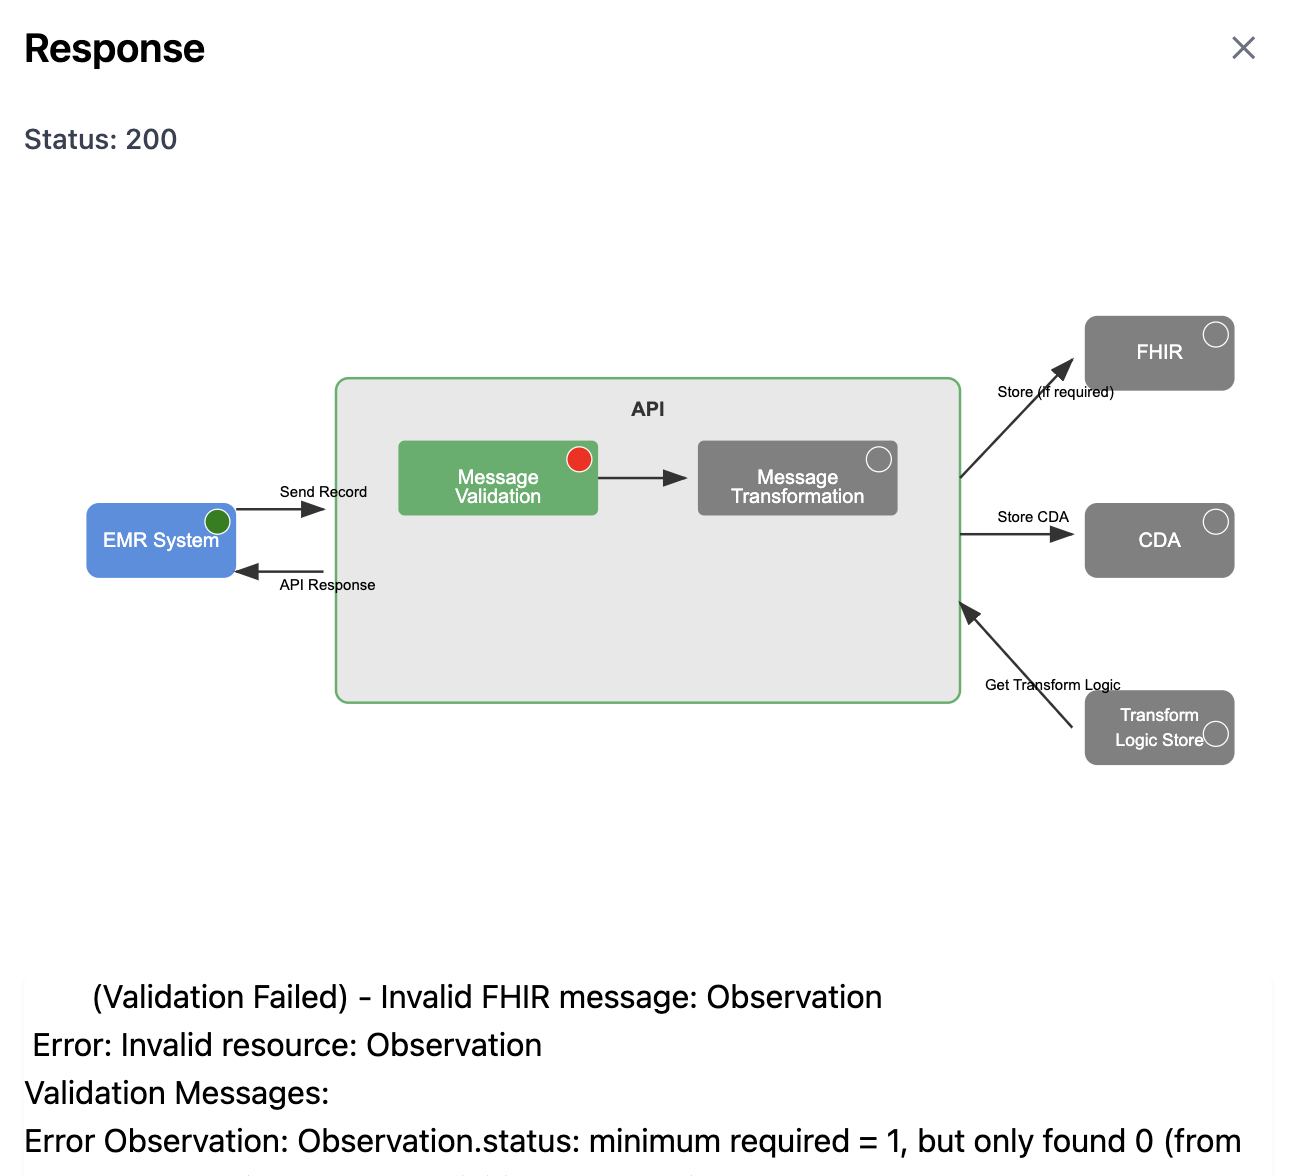 Response
Status: 200
FHIR
Store (if required)
API
Message
Validation
Message
Transformation
Send Record
EMR System
API Response
Store CDA
CDA
Get Transform Logic
Transform
Logic Store
(Validation Failed) - Invalid FHIR message: Observation
Error: Invalid resource: Observation
Validation Messages:
Error Observation: Observation.status: minimum required = 1, but only found 0 (from